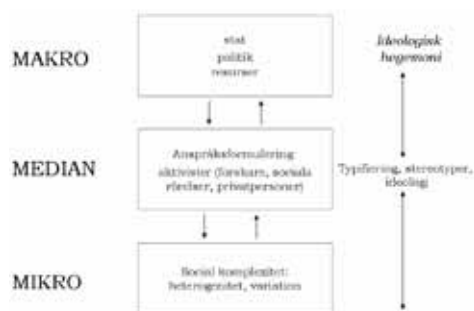 MAKRO
stat
politik
resurser
Ideologisk
hegemoni
MEDIAN
Anspråksformulering:
aktivister (forskare, sociala
rörelser, privatpersoner)
Typifiering, stereotyper,
ideologi
MIKRO
Social komplexitet:
heterogenitet, variation